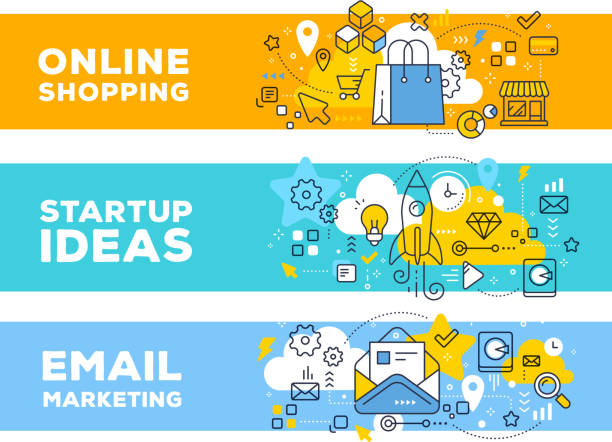 ONLINE
SHOPPING
STARTUP
IDEAS
EMAIL
MARKETING